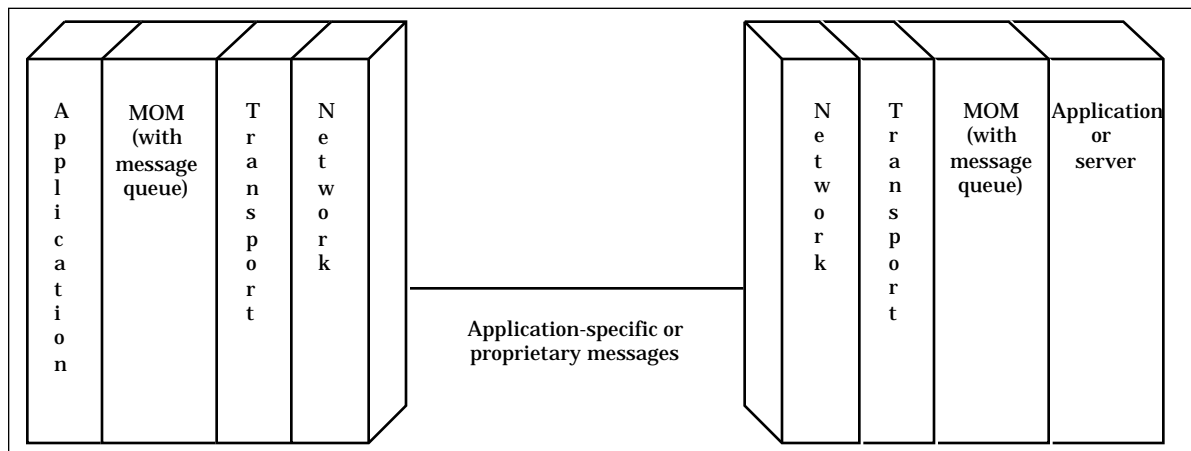 Application
MOM
(with
message
queue)
Transport
Network
Application-specific or
proprietary messages
Network
Transport
MOM
(with
message
queue)
Application
or
server